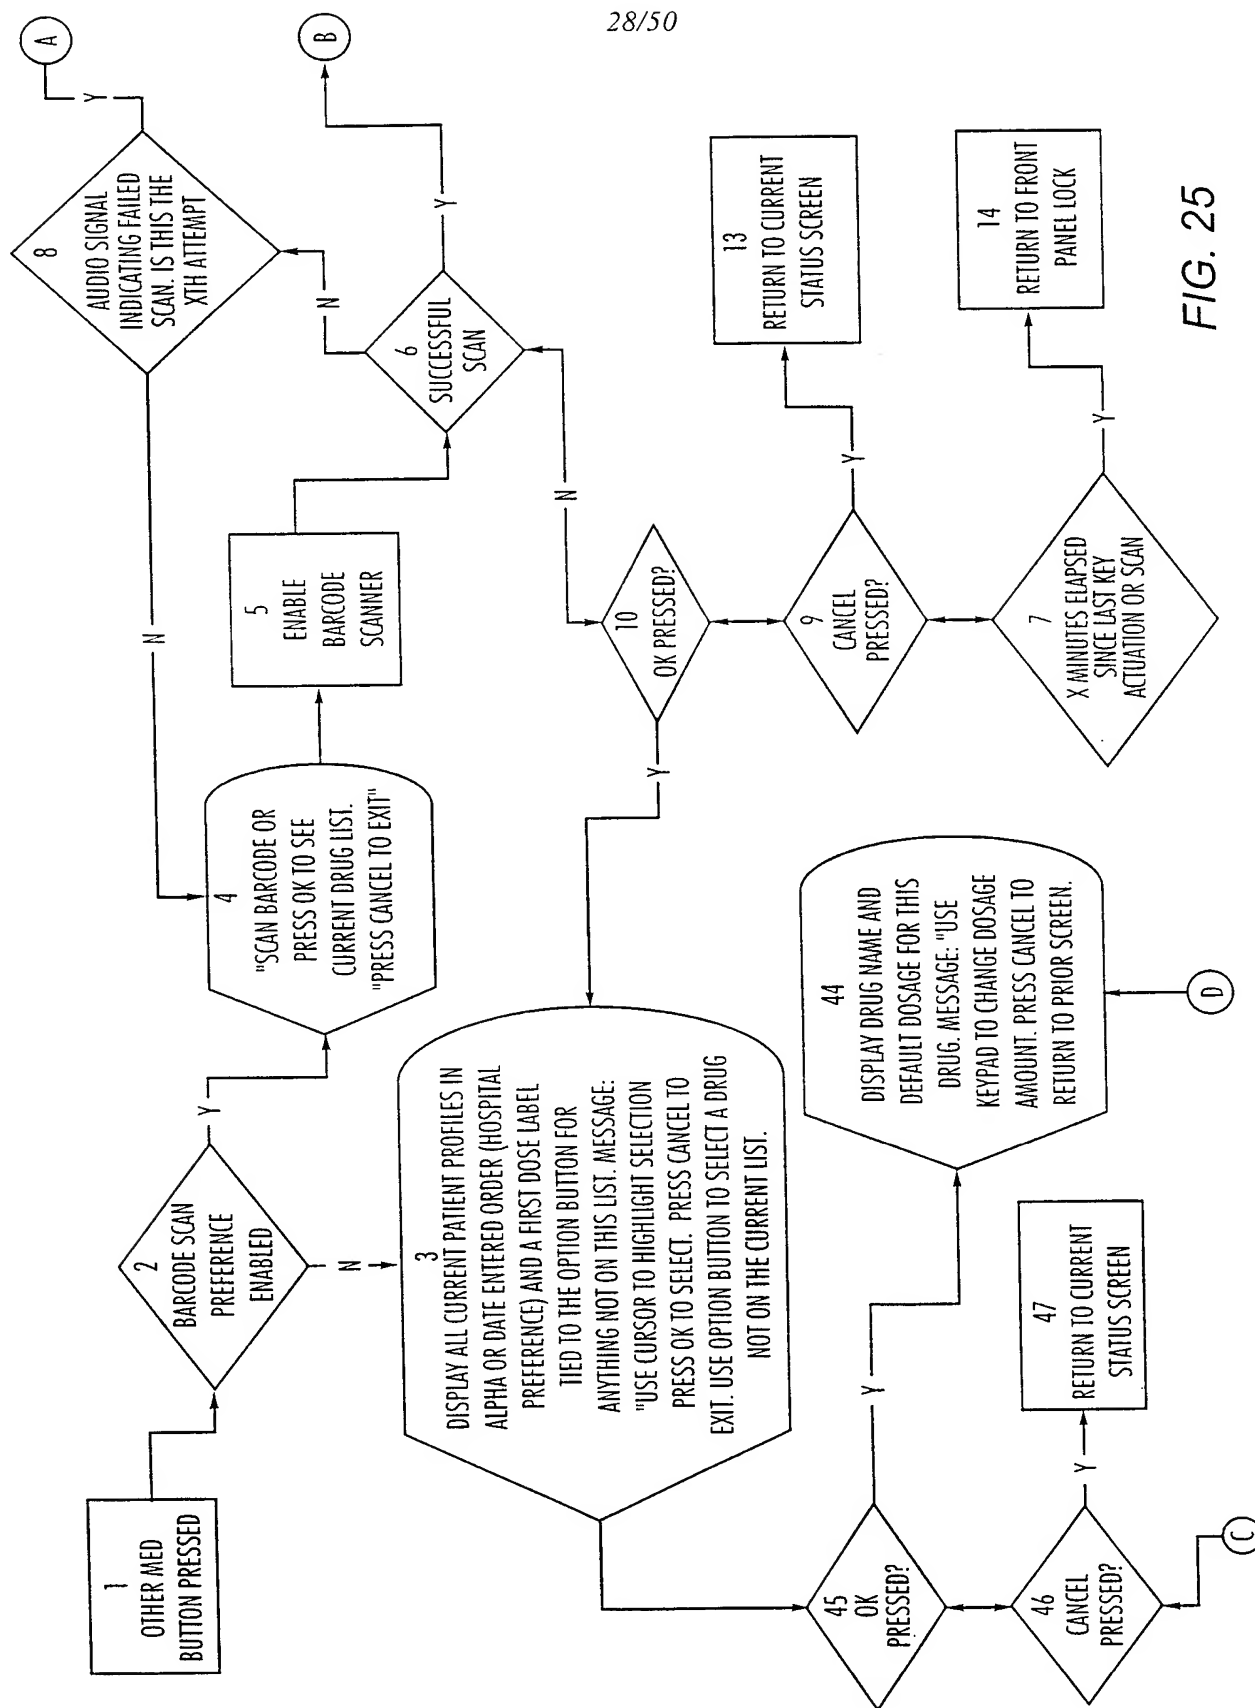 28/50
1
OTHER MED
BUTTON PRESSED
2
BARCODE SCAN
PREFERENCE
ENABLED
Y
N
4
"SCAN BARCODE OR
PRESS OK TO SEE
CURRENT DRUG LIST.
"PRESS CANCEL TO EXIT"
5
ENABLE
BARCODE
SCANNER
6
SUCCESSFUL
SCAN
Y
B
N
8
AUDIO SIGNAL
INDICATING FAILED
SCAN. IS THIS THE
XTH ATTEMPT
Y
A
N
N
10
OK PRESSED?
Y
9
CANCEL
PRESSED?
Y
13
RETURN TO CURRENT
STATUS SCREEN
7
X MINUTES ELAPSED
SINCE LAST KEY
ACTUATION OR SCAN
Y
14
RETURN TO FRONT
PANEL LOCK
3
DISPLAY ALL CURRENT PATIENT PROFILES IN
ALPHA OR DATE ENTERED ORDER (HOSPITAL
PREFERENCE) AND A FIRST DOSE LABEL
TIED TO THE OPTION BUTTON FOR
ANYTHING NOT ON THIS LIST. MESSAGE:
"USE CURSOR TO HIGHLIGHT SELECTION
PRESS OK TO SELECT. PRESS CANCEL TO
EXIT. USE OPTION BUTTON TO SELECT A DRUG
NOT ON THE CURRENT LIST.
45
OK
PRESSED?
Y
44
DISPLAY DRUG NAME AND
DEFAULT DOSAGE FOR THIS
DRUG. MESSAGE: "USE
KEYPAD TO CHANGE DOSAGE
AMOUNT. PRESS CANCEL TO
RETURN TO PRIOR SCREEN.
D
46
CANCEL
PRESSED?
Y
47
RETURN TO CURRENT
STATUS SCREEN
C
FIG. 25